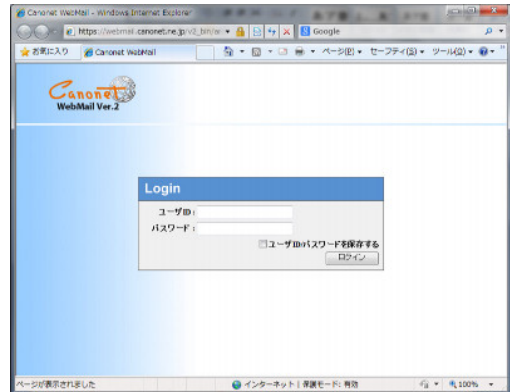 Canonet WebMail - Windows Internet Explorer
https://webmail.canonet.ne.jp/v2_bin/
Google
お気に入り
Canonet WebMail
ページ(P)
セーフティ(S)
ツール(O)
Canonet
WebMail Ver.2
Login
ユーザID:
パスワード:
ユーザID/パスワードを保存する
ログイン
ページが表示されました
インターネット | 保護モード: 有効
100%